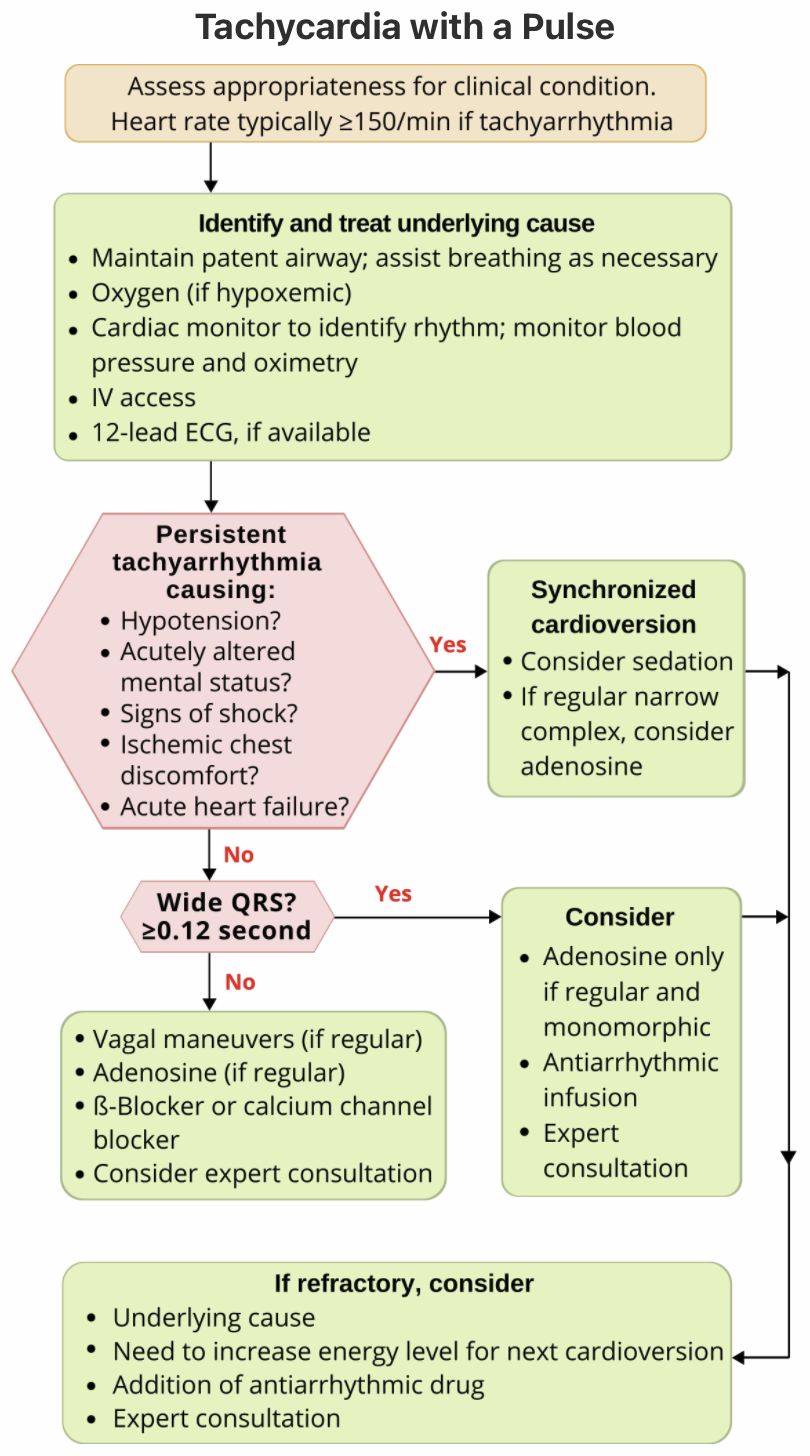 Tachycardia with a Pulse
Assess appropriateness for clinical condition.
Heart rate typically ≥150/min if tachyarrhythmia
Identify and treat underlying cause
• Maintain patent airway; assist breathing as necessary
• Oxygen (if hypoxemic)
• Cardiac monitor to identify rhythm; monitor blood
pressure and oximetry
• IV access
• 12-lead ECG, if available
Persistent
tachyarrhythmia
causing:
• Hypotension?
• Acutely altered
mental status?
• Signs of shock?
• Ischemic chest
discomfort?
• Acute heart failure?
Yes
Synchronized
cardioversion
• Consider sedation
• If regular narrow
complex, consider
adenosine
No
Wide QRS?
≥0.12 second
Yes
Consider
• Adenosine only
if regular and
monomorphic
• Antiarrhythmic
infusion
• Expert
consultation
No
• Vagal maneuvers (if regular)
• Adenosine (if regular)
• ß-Blocker or calcium channel
blocker
• Consider expert consultation
If refractory, consider
• Underlying cause
• Need to increase energy level for next cardioversion
• Addition of antiarrhythmic drug
• Expert consultation